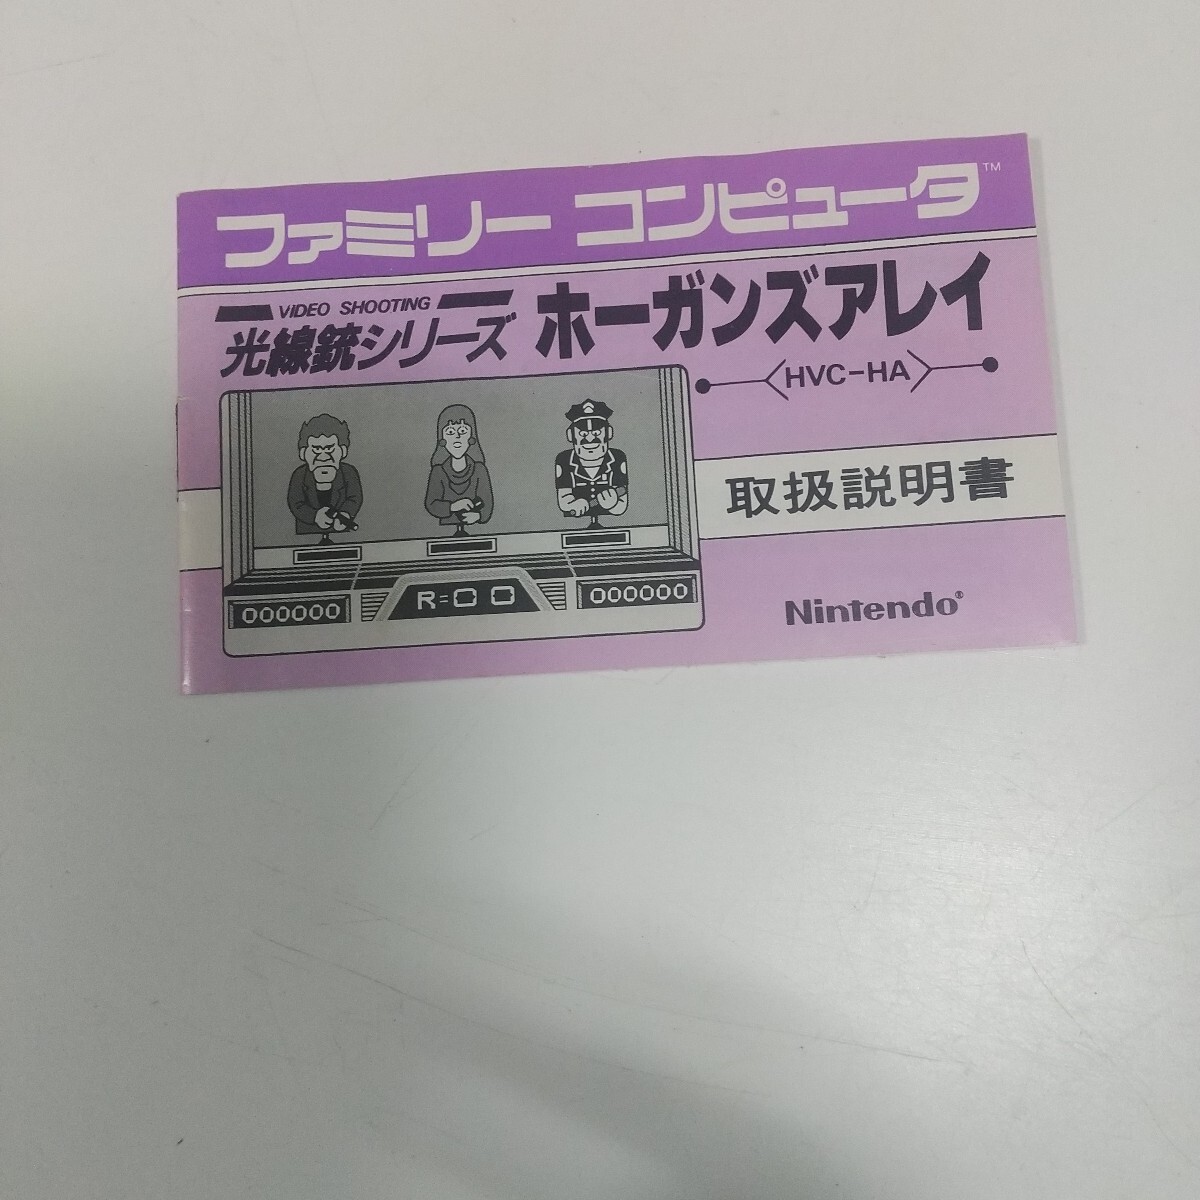 ファミリー コンピュータ™
VIDEO SHOOTING
光線銃シリーズ ホーガンズアレイ
HVC-HA
取扱説明書
R=00
000000
000000
Nintendo®